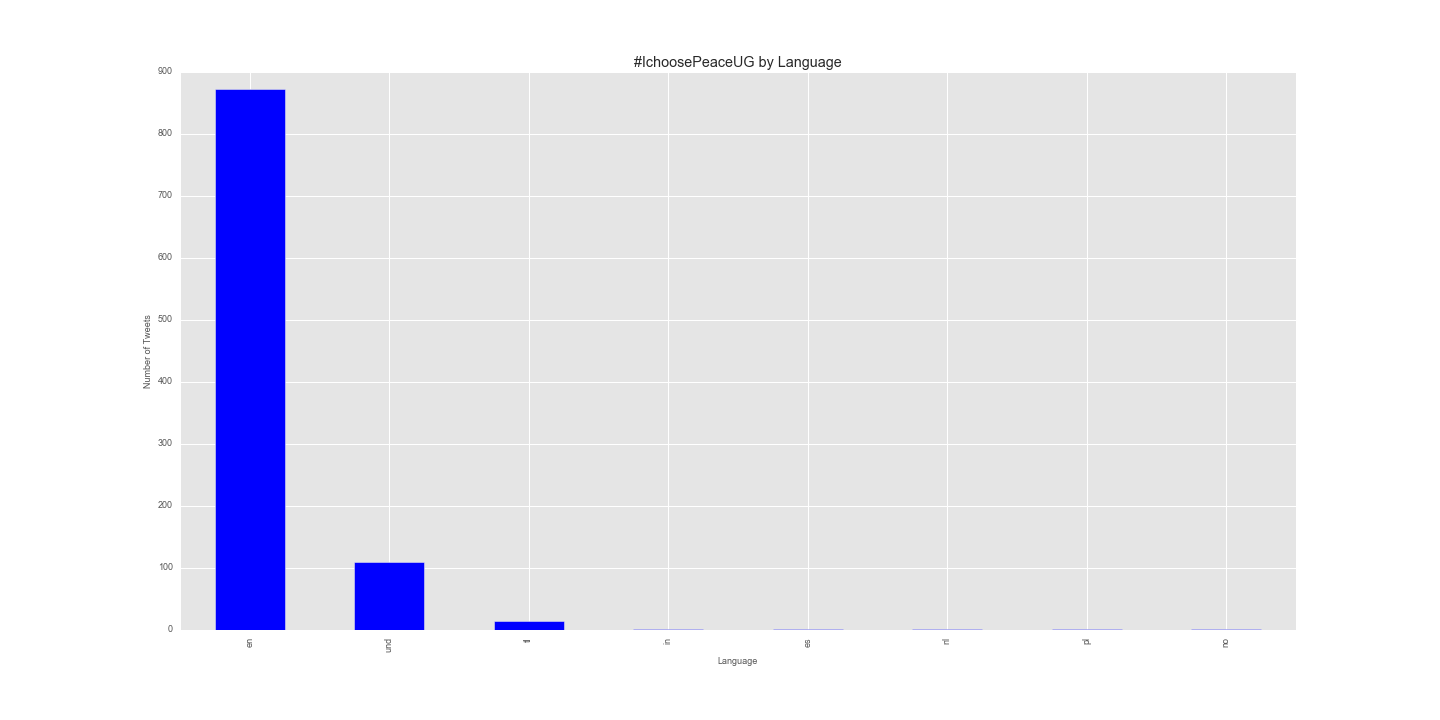 #IchoosePeaceUG by Language
Number of Tweets
900
800
700
600
500
400
300
200
100
0
en
und
in
es
nl
pl
no
Language